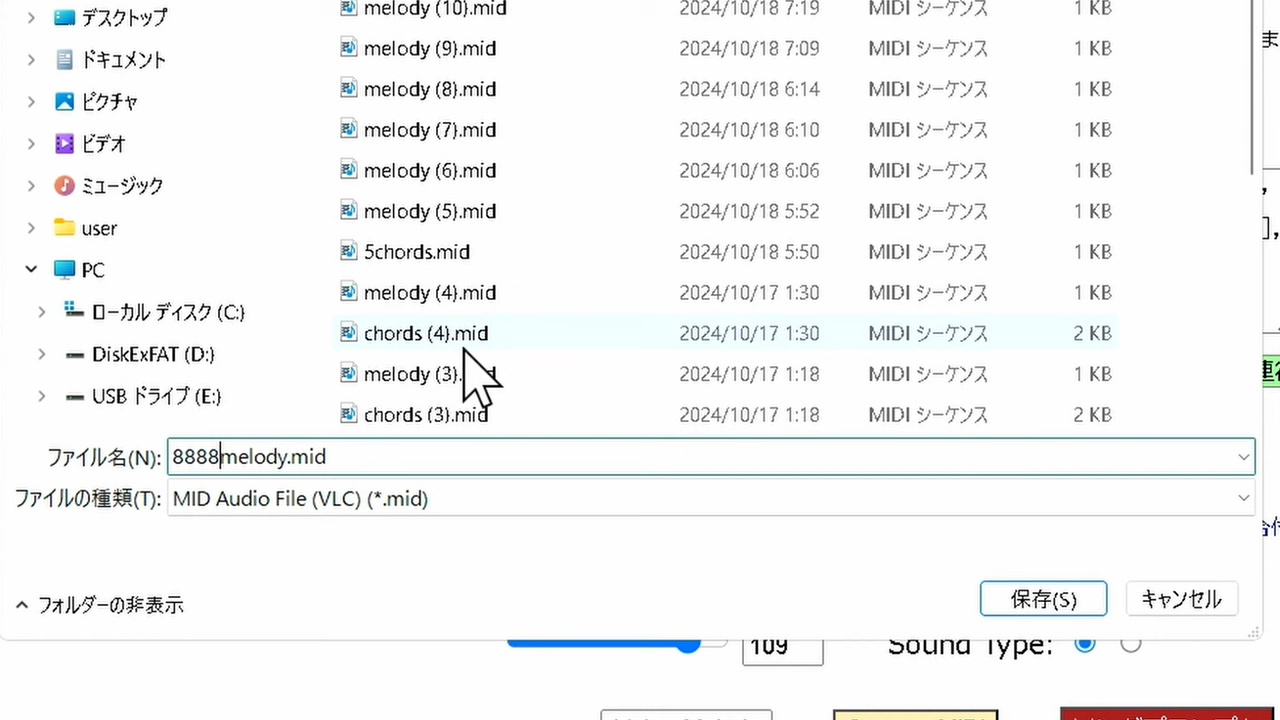 デスクトップ
ドキュメント
ピクチャ
ビデオ
ミュージック
user
PC
ローカル ディスク (C:)
DiskExFAT (D:)
USB ドライブ (E:)
melody (10).mid 2024/10/18 7:19 MIDI シーケンス 1 KB
melody (9).mid 2024/10/18 7:09 MIDI シーケンス 1 KB
melody (8).mid 2024/10/18 6:14 MIDI シーケンス 1 KB
melody (7).mid 2024/10/18 6:10 MIDI シーケンス 1 KB
melody (6).mid 2024/10/18 6:06 MIDI シーケンス 1 KB
melody (5).mid 2024/10/18 5:52 MIDI シーケンス 1 KB
5chords.mid 2024/10/18 5:50 MIDI シーケンス 1 KB
melody (4).mid 2024/10/17 1:30 MIDI シーケンス 1 KB
chords (4).mid 2024/10/17 1:30 MIDI シーケンス 2 KB
melody (3). d 2024/10/17 1:18 MIDI シーケンス 1 KB
chords (3).mid 2024/10/17 1:18 MIDI シーケンス 2 KB
ファイル名(N): 8888melody.mid
ファイルの種類(T): MID Audio File (VLC) (*.mid)
フォルダーの非表示
保存(S) キャンセル
109 Sound Type:
ま
,
],